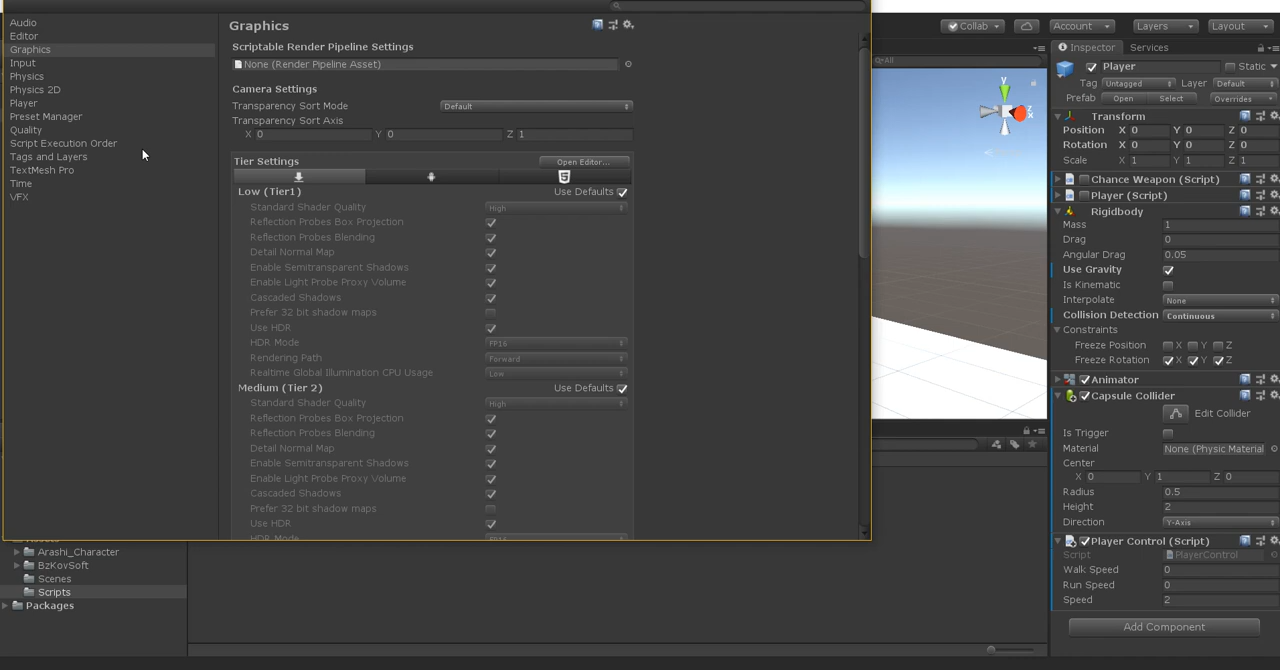 Collab
Account
Layers
Layout
Audio
Editor
Graphics
Input
Physics
Physics 2D
Player
Preset Manager
Quality
Script Execution Order
Tags and Layers
TextMesh Pro
Time
VFX
Graphics
Scriptable Render Pipeline Settings
None (Render Pipeline Asset)
Camera Settings
Transparency Sort Mode Default
Transparency Sort Axis
X 0 Y 0 Z 1
Tier Settings Open Editor...
Low (Tier1) Use Defaults
Standard Shader Quality High
Reflection Probes Box Projection
Reflection Probes Blending
Detail Normal Map
Enable Semitransparent Shadows
Enable Light Probe Proxy Volume
Cascaded Shadows
Prefer 32 bit shadow maps
Use HDR
HDR Mode FP16
Rendering Path Forward
Realtime Global Illumination CPU Usage Low
Medium (Tier 2) Use Defaults
Standard Shader Quality High
Reflection Probes Box Projection
Reflection Probes Blending
Detail Normal Map
Enable Semitransparent Shadows
Enable Light Probe Proxy Volume
Cascaded Shadows
Prefer 32 bit shadow maps
Use HDR
HDR Mode FP16
All
y
x
z
Assets
Arashi_Character
BzKovSoft
Scenes
Scripts
Packages
Inspector Services
Player Static
Tag Untagged Layer Default
Prefab Open Select Overrides
Transform
Position X 0 Y 0 Z 0
Rotation X 0 Y 0 Z 0
Scale X 1 Y 1 Z 1
Chance Weapon (Script)
Player (Script)
Rigidbody
Mass 1
Drag 0
Angular Drag 0.05
Use Gravity
Is Kinematic
Interpolate None
Collision Detection Continuous
Constraints
Freeze Position X Y Z
Freeze Rotation X Y Z
Animator
Capsule Collider
Edit Collider
Is Trigger
Material None (Physic Material
Center
X 0 Y 1 Z 0
Radius 0.5
Height 2
Direction Y-Axis
Player Control (Script)
Script PlayerControl
Walk Speed 0
Run Speed 0
Speed 2
Add Component